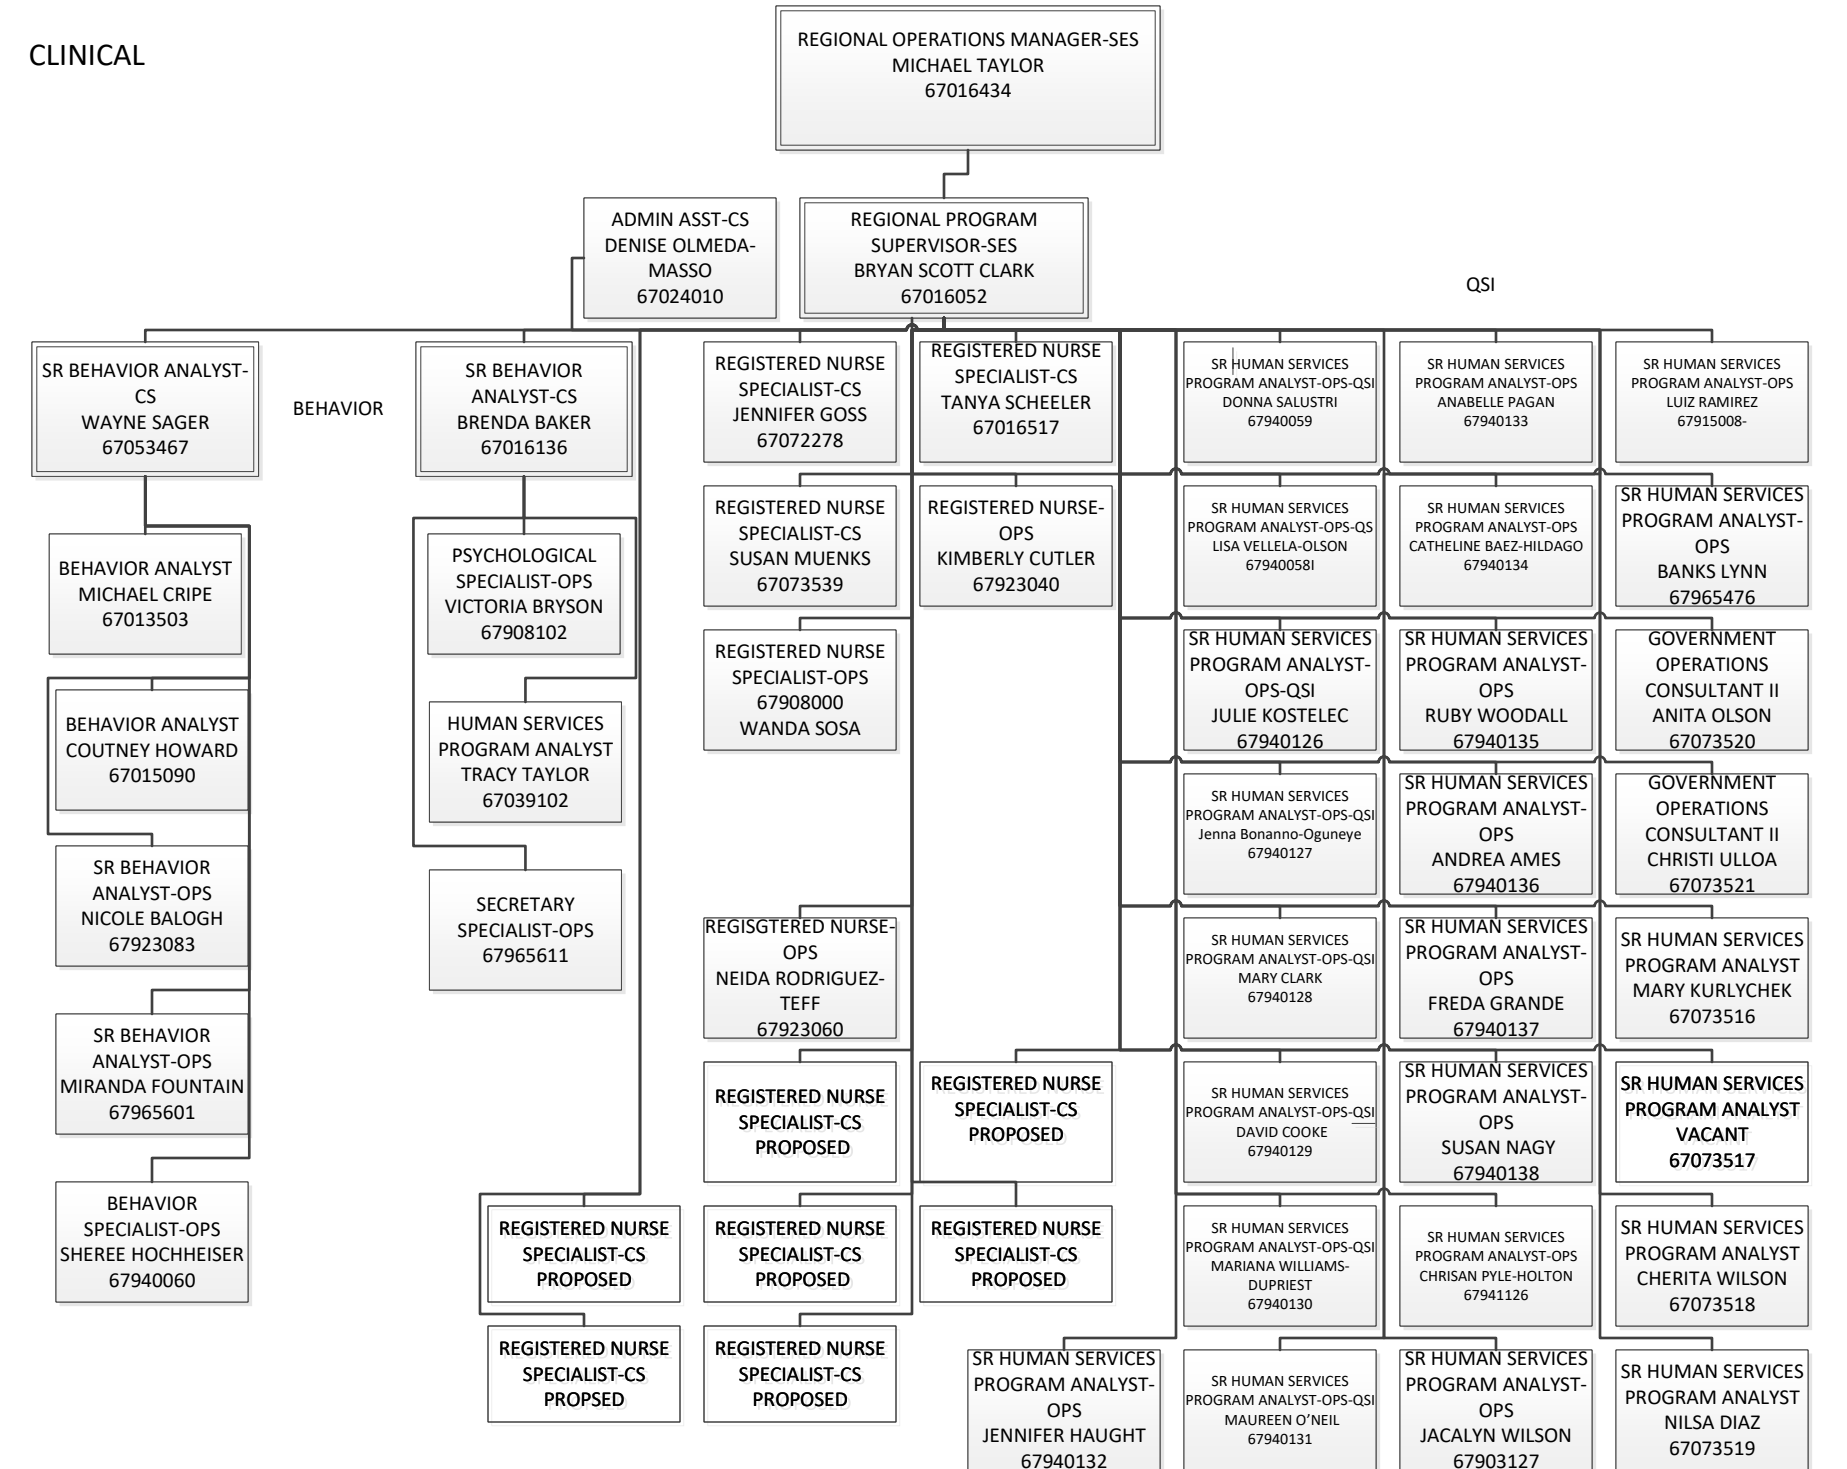 CLINICAL
REGIONAL OPERATIONS MANAGER-SES
MICHAEL TAYLOR
67016434
ADMIN ASST-CS
DENISE OLMEDA-
MASSO
67024010
REGIONAL PROGRAM
SUPERVISOR-SES
BRYAN SCOTT CLARK
67016052
QSI
SR BEHAVIOR ANALYST-
CS
WAYNE SAGER
67053467
BEHAVIOR
SR BEHAVIOR
ANALYST-CS
BRENDA BAKER
67016136
REGISTERED NURSE
SPECIALIST-CS
JENNIFER GOSS
67072278
REGISTERED NURSE
SPECIALIST-CS
TANYA SCHEELER
67016517
SR HUMAN SERVICES
PROGRAM ANALYST-OPS-QSI
DONNA SALUSTRI
67940059
SR HUMAN SERVICES
PROGRAM ANALYST-OPS
ANABELLE PAGAN
67940133
SR HUMAN SERVICES
PROGRAM ANALYST-OPS
LUIZ RAMIREZ
67915008-
BEHAVIOR ANALYST
MICHAEL CRIPE
67013503
PSYCHOLOGICAL
SPECIALIST-OPS
VICTORIA BRYSON
67908102
REGISTERED NURSE
SPECIALIST-CS
SUSAN MUENKS
67073539
REGISTERED NURSE-
OPS
KIMBERLY CUTLER
67923040
SR HUMAN SERVICES
PROGRAM ANALYST-OPS-QS
LISA VELLELA-OLSON
67940058I
SR HUMAN SERVICES
PROGRAM ANALYST-OPS
CATHELINE BAEZ-HILDAGO
67940134
SR HUMAN SERVICES
PROGRAM ANALYST-
OPS
BANKS LYNN
67965476
BEHAVIOR ANALYST
COUTNEY HOWARD
67015090
HUMAN SERVICES
PROGRAM ANALYST
TRACY TAYLOR
67039102
REGISTERED NURSE
SPECIALIST-OPS
67908000
WANDA SOSA
SR HUMAN SERVICES
PROGRAM ANALYST-
OPS-QSI
JULIE KOSTELEC
67940126
SR HUMAN SERVICES
PROGRAM ANALYST-
OPS
RUBY WOODALL
67940135
GOVERNMENT
OPERATIONS
CONSULTANT II
ANITA OLSON
67073520
SR HUMAN SERVICES
PROGRAM ANALYST-OPS-QSI
Jenna Bonanno-Oguneye
67940127
SR HUMAN SERVICES
PROGRAM ANALYST-
OPS
ANDREA AMES
67940136
GOVERNMENT
OPERATIONS
CONSULTANT II
CHRISTI ULLOA
67073521
SR BEHAVIOR
ANALYST-OPS
NICOLE BALOGH
67923083
SECRETARY
SPECIALIST-OPS
67965611
REGISGTERED NURSE-
OPS
NEIDA RODRIGUEZ-
TEFF
67923060
SR HUMAN SERVICES
PROGRAM ANALYST-OPS-QSI
MARY CLARK
67940128
SR HUMAN SERVICES
PROGRAM ANALYST-
OPS
FREDA GRANDE
67940137
SR HUMAN SERVICES
PROGRAM ANALYST
MARY KURLYCHEK
67073516
SR BEHAVIOR
ANALYST-OPS
MIRANDA FOUNTAIN
67965601
REGISTERED NURSE
SPECIALIST-CS
PROPOSED
REGISTERED NURSE
SPECIALIST-CS
PROPOSED
SR HUMAN SERVICES
PROGRAM ANALYST-OPS-QSI
DAVID COOKE
67940129
SR HUMAN SERVICES
PROGRAM ANALYST-
OPS
SUSAN NAGY
67940138
SR HUMAN SERVICES
PROGRAM ANALYST
VACANT
67073517
BEHAVIOR
SPECIALIST-OPS
SHEREE HOCHHEISER
67940060
REGISTERED NURSE
SPECIALIST-CS
PROPOSED
REGISTERED NURSE
SPECIALIST-CS
PROPOSED
REGISTERED NURSE
SPECIALIST-CS
PROPOSED
SR HUMAN SERVICES
PROGRAM ANALYST-OPS-QSI
MARIANA WILLIAMS-
DUPRIEST
67940130
SR HUMAN SERVICES
PROGRAM ANALYST-OPS
CHRISAN PYLE-HOLTON
67941126
SR HUMAN SERVICES
PROGRAM ANALYST
CHERITA WILSON
67073518
REGISTERED NURSE
SPECIALIST-CS
PROPSED
REGISTERED NURSE
SPECIALIST-CS
PROPOSED
SR HUMAN SERVICES
PROGRAM ANALYST-
OPS
JENNIFER HAUGHT
67940132
SR HUMAN SERVICES
PROGRAM ANALYST-OPS-QSI
MAUREEN O’NEIL
67940131
SR HUMAN SERVICES
PROGRAM ANALYST-
OPS
JACALYN WILSON
67903127
SR HUMAN SERVICES
PROGRAM ANALYST
NILSA DIAZ
67073519